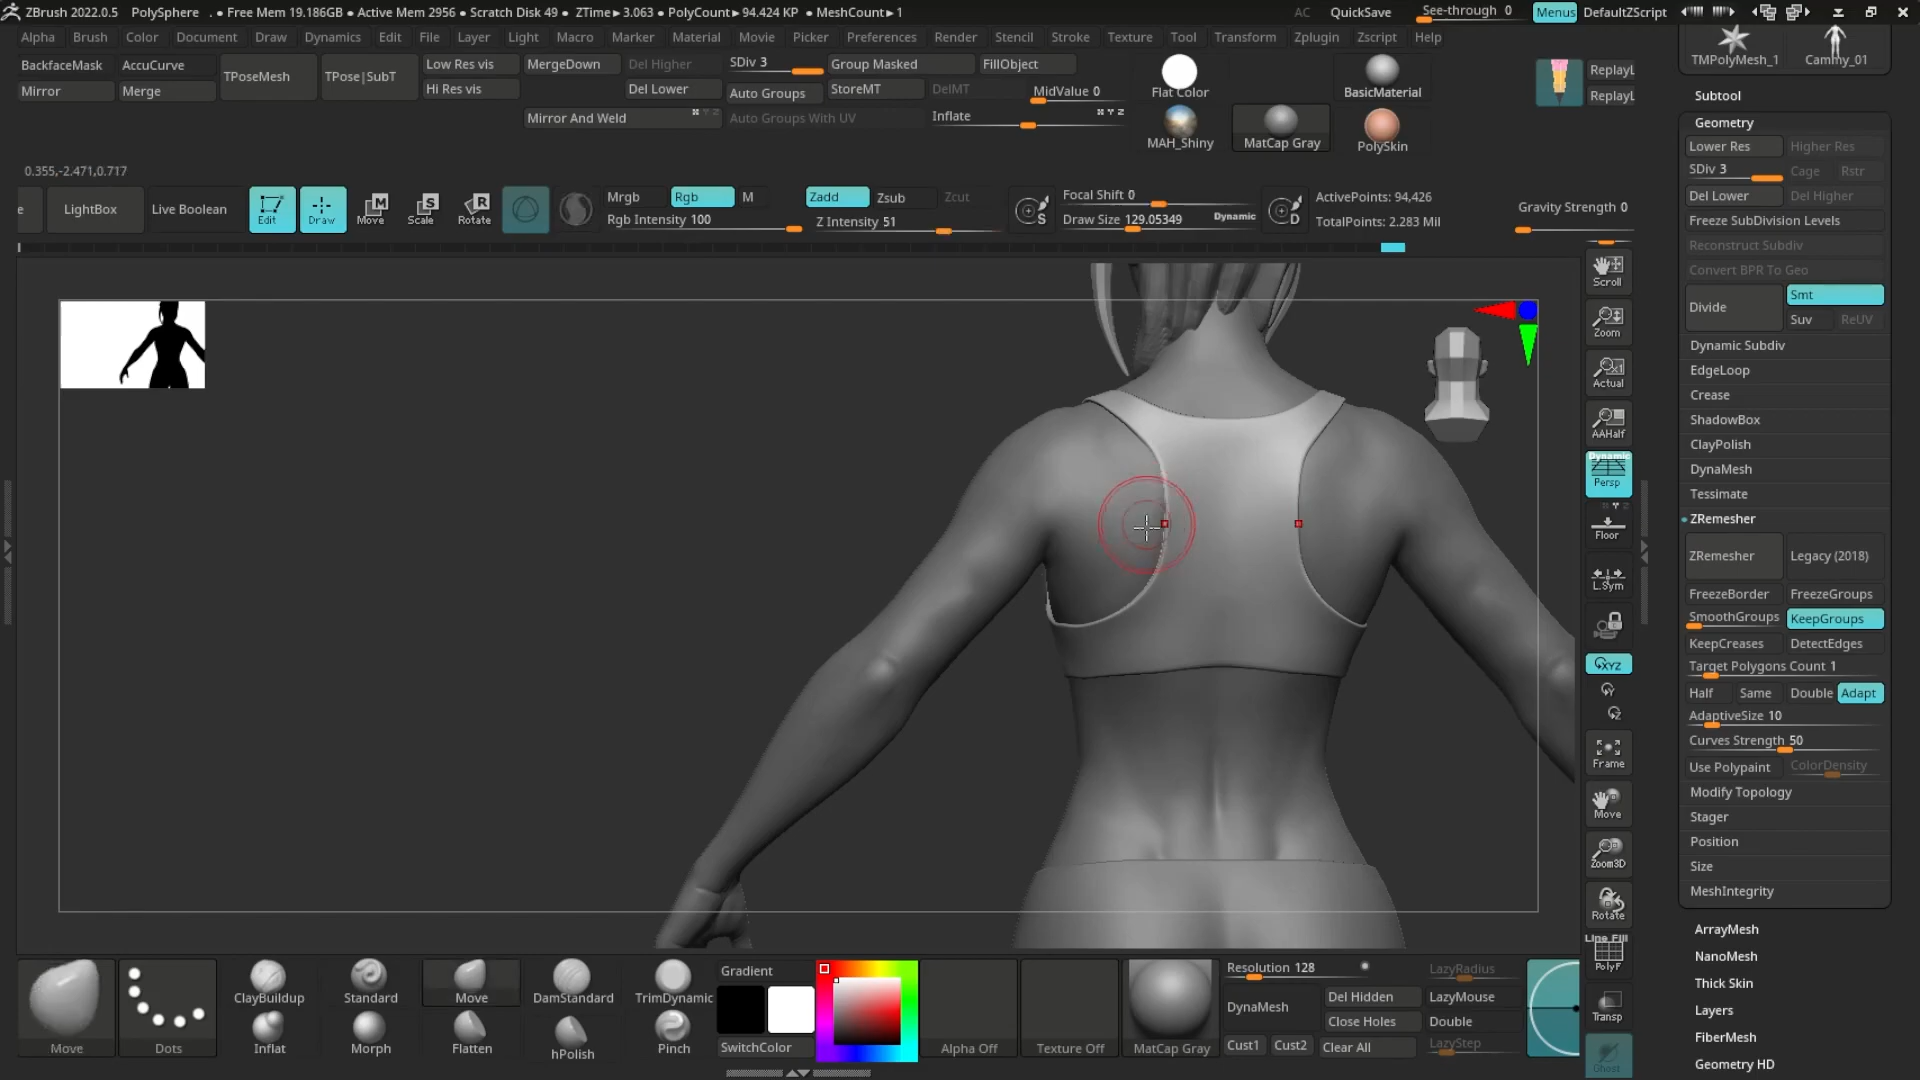 ZBrush 2022.0.5 PolySphere . ● Free Mem 19.186GB ● Active Mem 2956 ● Scratch Disk 49 ● ZTime▸3.063 ● PolyCount▸94.424 KP ● MeshCount▸1 AC QuickSave See-through 0 Menus DefaultZScript
Alpha Brush Color Document Draw Dynamics Edit File Layer Light Macro Marker Material Movie Picker Preferences Render Stencil Stroke Texture Tool Transform Zplugin Zscript Help
BackfaceMask AccuCurve TPoseMesh TPose|SubT Low Res vis MergeDown Del Higher SDiv 3 Group Masked FillObject
Mirror Merge Hi Res vis Del Lower Auto Groups StoreMT DelMT MidValue 0
Mirror And Weld Auto Groups With UV Inflate
Flat Color BasicMaterial
MAH_Shiny MatCap Gray PolySkin
ReplayL
ReplayL
0.355,-2.471,0.717
e LightBox Live Boolean Edit Draw Move Scale Rotate
Mrgb Rgb M Zadd Zsub Zcut
Rgb Intensity 100 Z Intensity 51
S Focal Shift 0
Draw Size 129.05349 Dynamic
D ActivePoints: 94,426
TotalPoints: 2.283 Mil
Gravity Strength 0
Scroll
Zoom
Actual
AAHalf
Dynamic
Persp
Floor
L.Sym
XYZ
Frame
Move
Zoom3D
Rotate
Line Fill
PolyF
Transp
Ghost
TMPolyMesh_1 Cammy_01
Subtool
Geometry
Lower Res Higher Res
SDiv 3 Cage Rstr
Del Lower Del Higher
Freeze SubDivision Levels
Reconstruct Subdiv
Convert BPR To Geo
Divide Smt
Suv ReUV
Dynamic Subdiv
EdgeLoop
Crease
ShadowBox
ClayPolish
DynaMesh
Tessimate
ZRemesher
ZRemesher Legacy (2018)
FreezeBorder FreezeGroups
SmoothGroups KeepGroups
KeepCreases DetectEdges
Target Polygons Count 1
Half Same Double Adapt
AdaptiveSize 10
Curves Strength 50
Use Polypaint ColorDensity
Modify Topology
Stager
Position
Size
MeshIntegrity
ArrayMesh
NanoMesh
Thick Skin
Layers
FiberMesh
Geometry HD
Move Dots
ClayBuildup Standard Move DamStandard TrimDynamic
Inflat Morph Flatten hPolish Pinch
Gradient
SwitchColor
Alpha Off Texture Off MatCap Gray
Resolution 128
DynaMesh Del Hidden
Close Holes
Cust1 Cust2 Clear All
LazyRadius
LazyMouse
Double
LazyStep